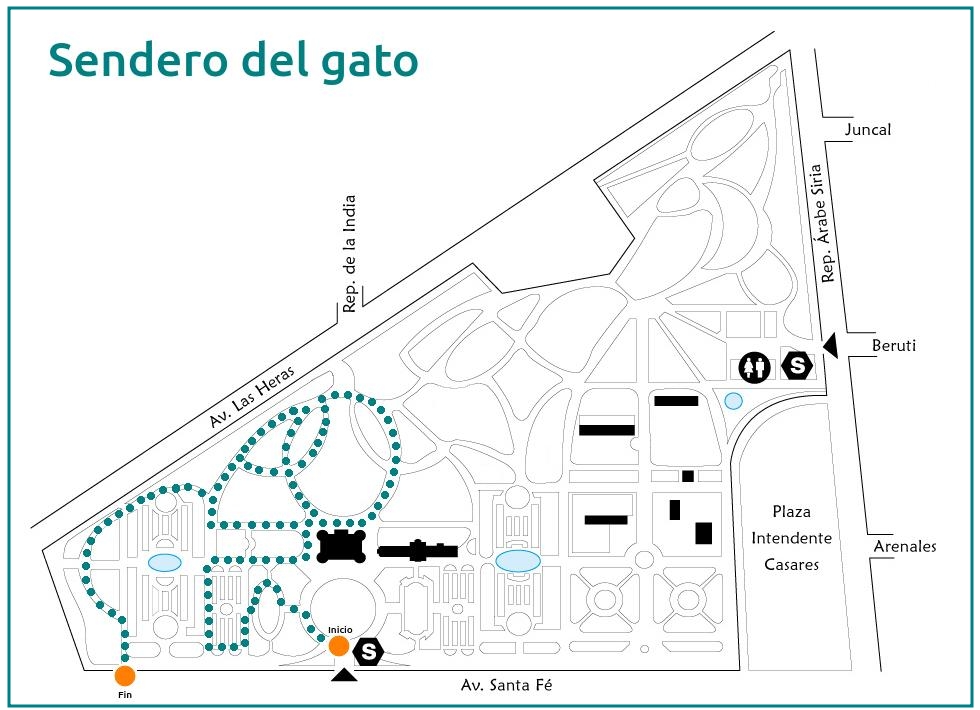 Sendero del gato
Juncal
Rep. Árabe Siria
Rep. de la India
Beruti
S
Av. Las Heras
Plaza
Intendente
Casares
Arenales
Inicio
S
Av. Santa Fé
Fin